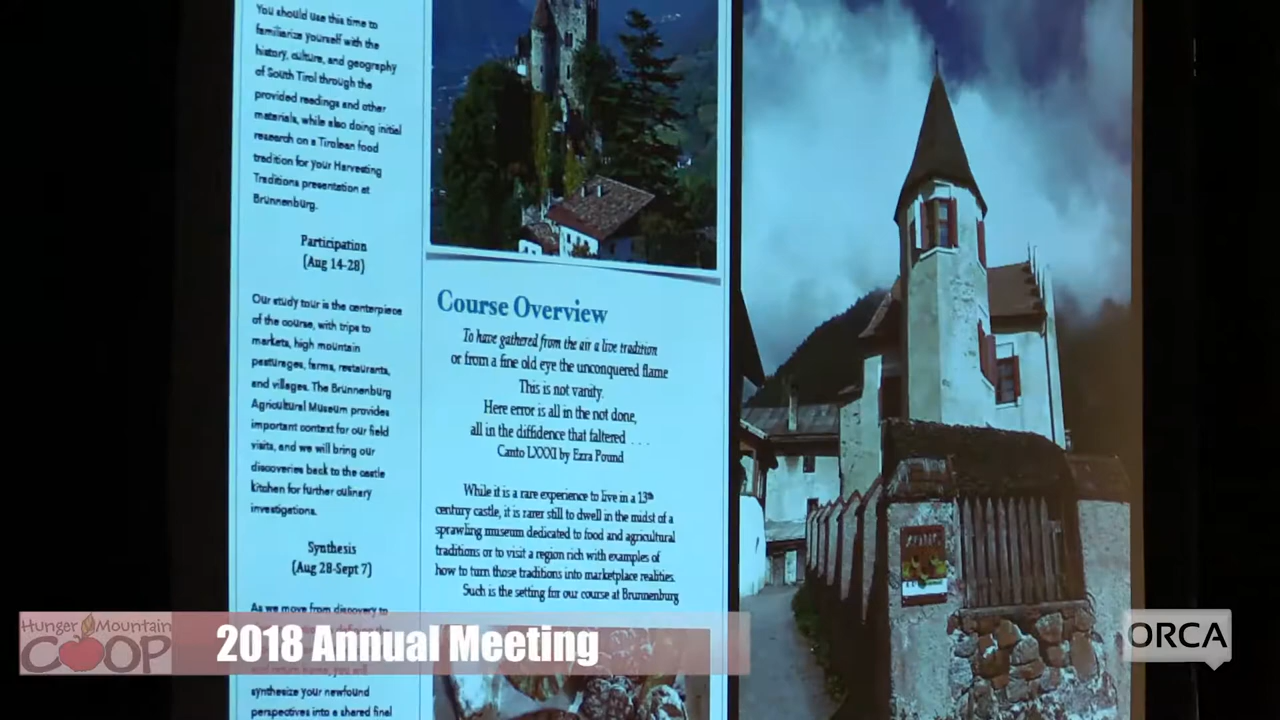 You should use this time to
familiarize yourself with the
history, culture, and geography
of South Tirol through the
provided readings and other
materials, while also doing initial
research on a Tirolean food
tradition for your Harvesting
Traditions presentation at
Brunnenburg.
Participation
(Aug 14-28)
Our study tour is the centerpiece
of the course, with trips to
markets, high mountain
pasturages, farms, restaurants,
and villages. The Brunnenburg
Agricultural Museum provides
important context for our field
visits, and we will bring our
discoveries back to the castle
kitchen for further culinary
investigations.
Synthesis
(Aug 28-Sept 7)
As we move from discovery to
synthesize your newfound
perspectives into a shared final
Course Overview
To have gathered from the air a live tradition
or from a fine old eye the unconquered flame
This is not vanity.
Here error is all in the not done,
all in the diffidence that faltered . . .
Canto LXXXI by Ezra Pound
While it is a rare experience to live in a 13th
century castle, it is rarer still to dwell in the midst of a
sprawling museum dedicated to food and agricultural
traditions or to visit a region rich with examples of
how to turn those traditions into marketplace realities.
Such is the setting for our course at Brunnenburg
Hunger Mountain
COOP
2018 Annual Meeting
ORCA